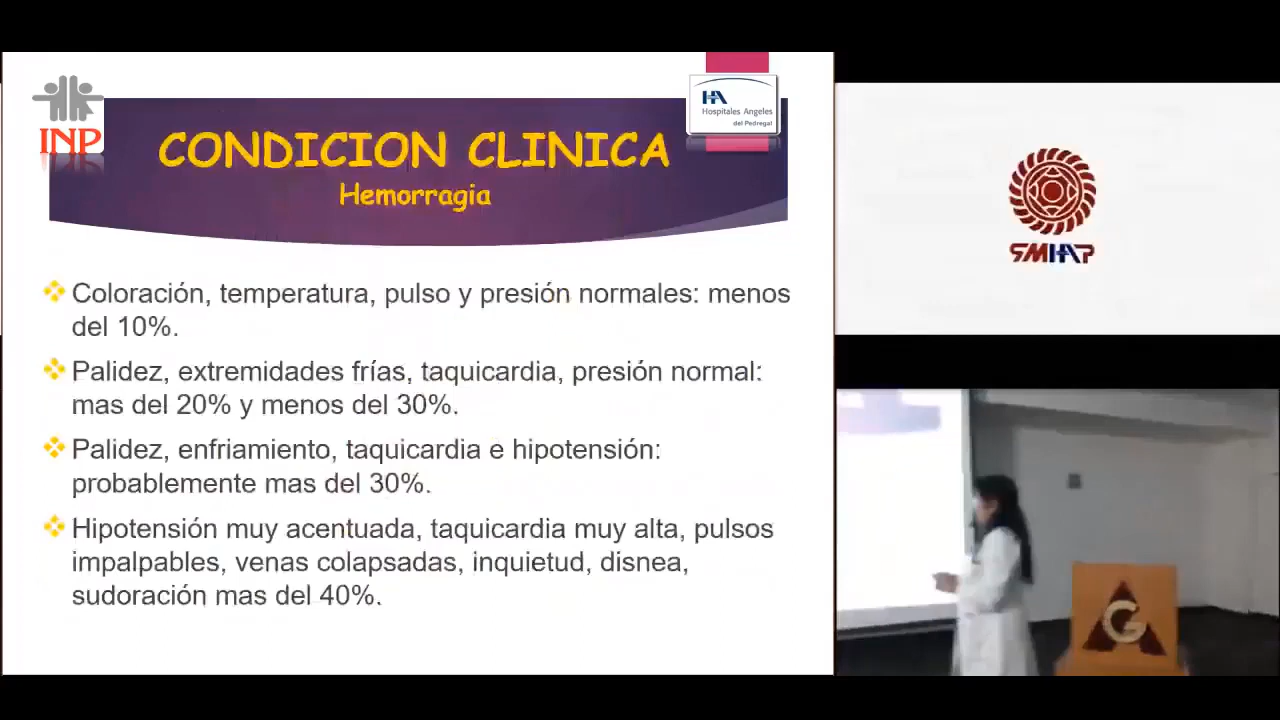 INP
HA
Hospitales Angeles
del Pedregal
CONDICION CLINICA
Hemorragia
Coloración, temperatura, pulso y presión normales: menos
del 10%.
Palidez, extremidades frías, taquicardia, presión normal:
mas del 20% y menos del 30%.
Palidez, enfriamiento, taquicardia e hipotensión:
probablemente mas del 30%.
Hipotensión muy acentuada, taquicardia muy alta, pulsos
impalpables, venas colapsadas, inquietud, disnea,
sudoración mas del 40%.
SMHAP
AG